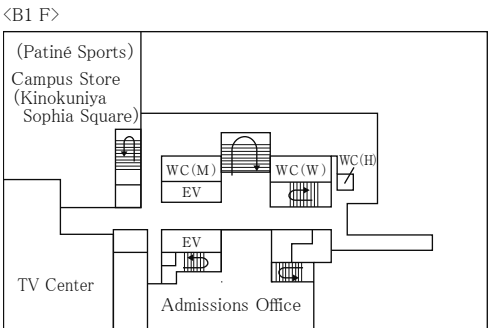 <B1 F>
(Patiné Sports)
Campus Store
(Kinokuniya
Sophia Square)
WC(M)
WC(W)
WC(H)
EV
EV
TV Center
Admissions Office